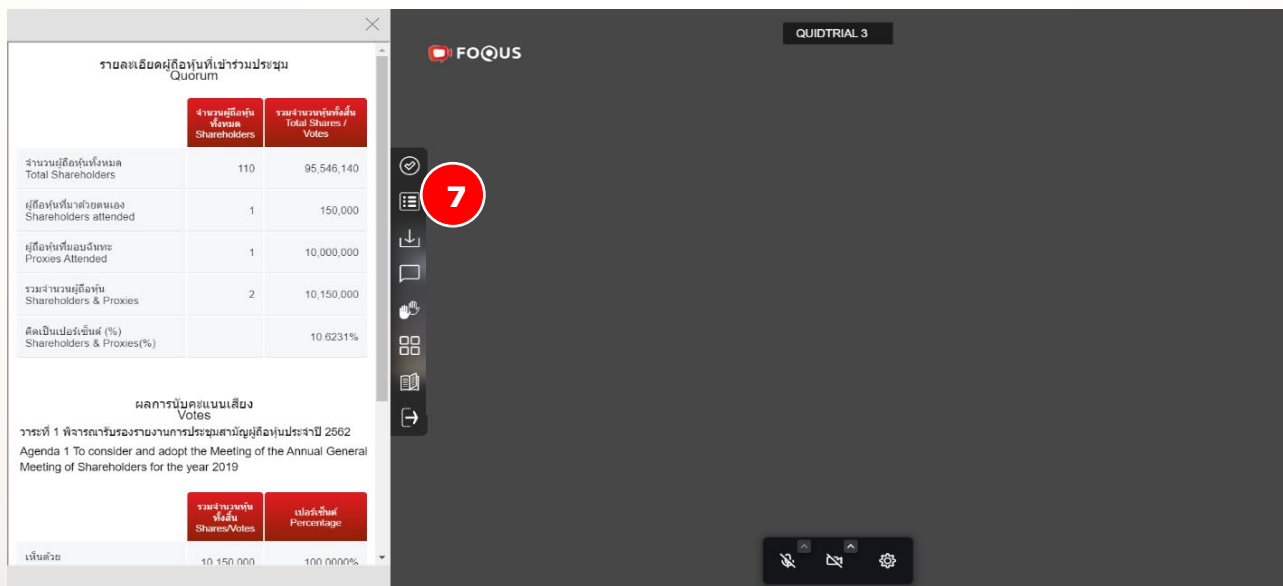 QUIDTRIAL 3
FOQUS
รายละเอียดผู้ถือหุ้นที่เข้าร่วมประชุม
Quorum
จำนวนผู้ถือหุ้น
ทั้งหมด
Shareholders
รวมจำนวนหุ้นทั้งสิ้น
Total Shares /
Votes
จำนวนผู้ถือหุ้นทั้งหมด
Total Shareholders
110
95,546,140
ผู้ถือหุ้นที่มาด้วยตนเอง
Shareholders attended
1
150,000
ผู้ถือหุ้นที่มอบฉันทะ
Proxies Attended
1
10,000,000
รวมจำนวนผู้ถือหุ้น
Shareholders & Proxies
2
10,150,000
คิดเป็นเปอร์เซ็นต์ (%)
Shareholders & Proxies(%)
10.6231%
7
ผลการนับคะแนนเสียง
Votes
วาระที่ 1 พิจารณารับรองรายงานการประชุมสามัญผู้ถือหุ้นประจำปี 2562
Agenda 1 To consider and adopt the Meeting of the Annual General
Meeting of Shareholders for the year 2019
รวมจำนวนหุ้น
ทั้งสิ้น
Shares/Votes
เปอร์เซ็นต์
Percentage
เห็นด้วย
10,150,000
100.0000%